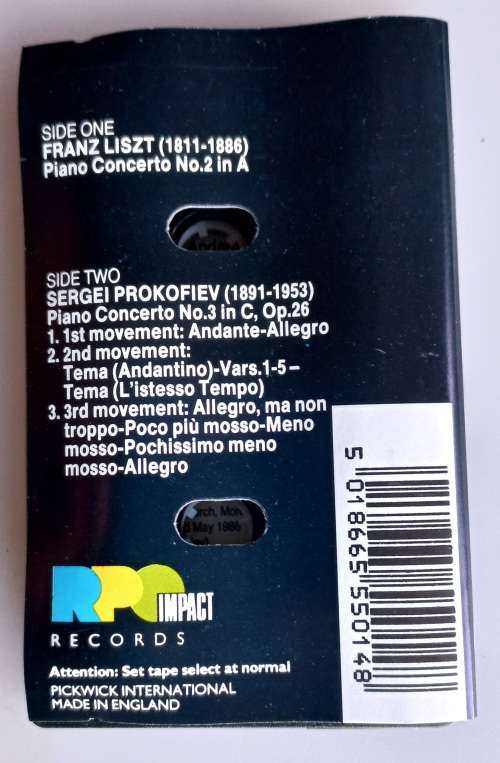 SIDE ONE
FRANZ LISZT (1811-1886)
Piano Concerto No.2 in A
SIDE TWO
SERGEI PROKOFIEV (1891-1953)
Piano Concerto No.3 in C, Op.26
1. 1st movement: Andante-Allegro
2. 2nd movement:
Tema (Andantino)-Vars.1-5 –
Tema (L'istesso Tempo)
3. 3rd movement: Allegro, ma non
troppo-Poco più mosso-Meno
mosso-Pochissimo meno
mosso-Allegro
May 1986
RPO IMPACT
RECORDS
Attention: Set tape select at normal
PICKWICK INTERNATIONAL
MADE IN ENGLAND
5 018665 550148